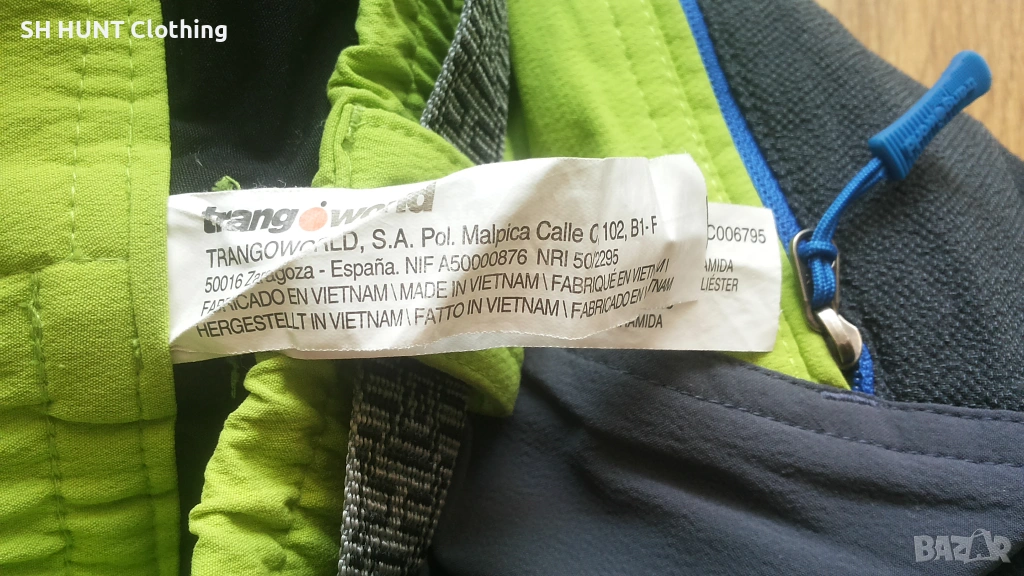 SH HUNT Clothing
trangoworld
TRANGOWORLD, S.A. Pol. Malpica Calle C, 102, B1-F
50016 Zaragoza - España. NIF A50000876 NRI 50/2295
FABRICADO EN VIETNAM \ MADE IN VIETNAM \ FABRIQUÉ EN VIETNAM \
HERGESTELLT IN VIETNAM \ FATTO IN VIETNAM \ FABRICADO EN VIETNAM
C006795
AMIDA
LIÉSTER
RAMIDA
BAZAR